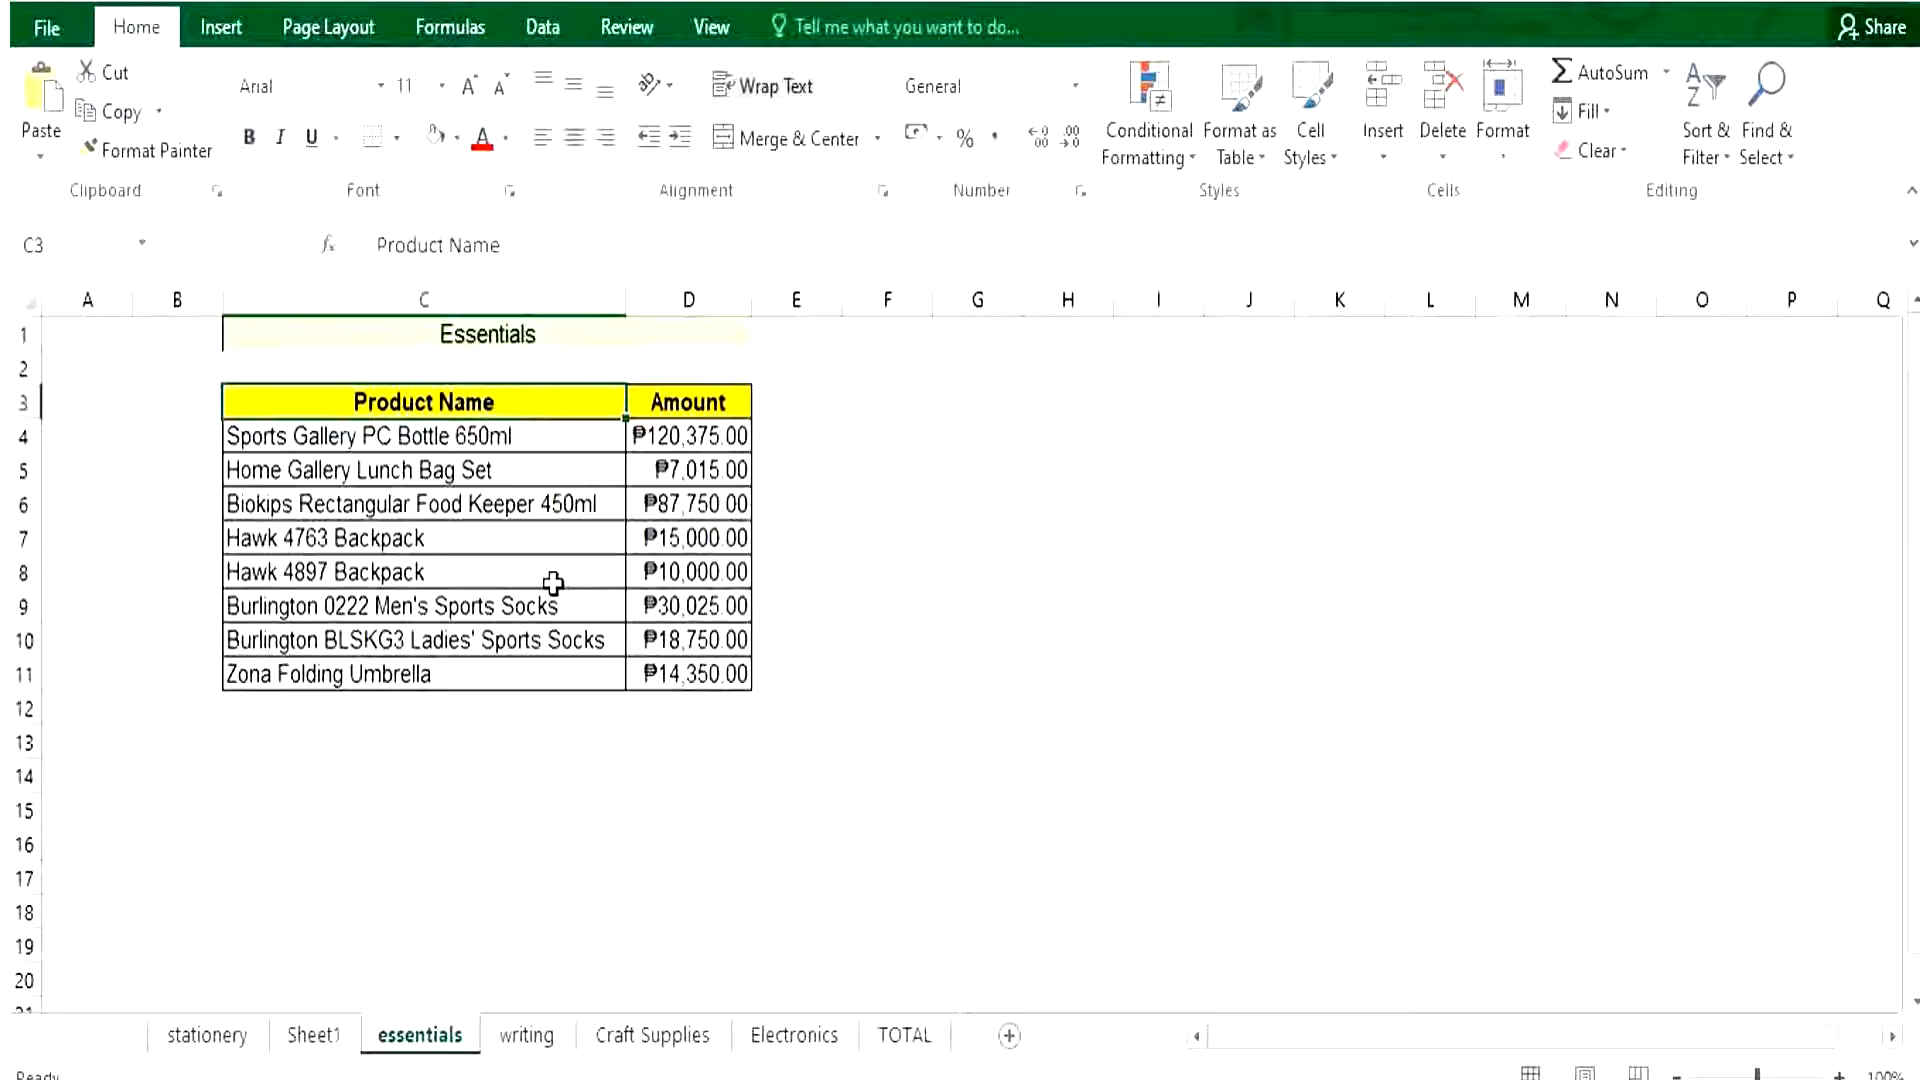 File Home Insert Page Layout Formulas Data Review View Tell me what you want to do... Share
Cut
Copy
Format Painter
Paste
Arial 11
B I U A
Wrap Text
Merge & Center
General
%
Conditional Formatting
Format as Table
Cell Styles
Insert Delete Format
AutoSum
Fill
Clear
Sort & Filter
Find & Select
Clipboard Font Alignment Number Styles Cells Editing
C3 fx Product Name
A B C D E F G H I J K L M N O P Q
1 Essentials
2
3 Product Name Amount
4 Sports Gallery PC Bottle 650ml ₱120,375.00
5 Home Gallery Lunch Bag Set ₱7,015.00
6 Biokips Rectangular Food Keeper 450ml ₱87,750.00
7 Hawk 4763 Backpack ₱15,000.00
8 Hawk 4897 Backpack ₱10,000.00
9 Burlington 0222 Men's Sports Socks ₱30,025.00
10 Burlington BLSKG3 Ladies' Sports Socks ₱18,750.00
11 Zona Folding Umbrella ₱14,350.00
12
13
14
15
16
17
18
19
20
21
stationery Sheet1 essentials writing Craft Supplies Electronics TOTAL
Ready 100%